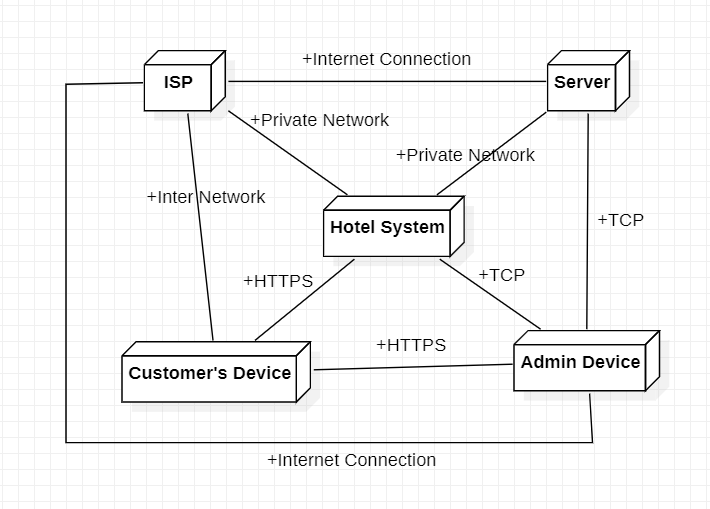 +Internet Connection
ISP
Server
+Private Network
+Private Network
+Inter Network
+TCP
Hotel System
+HTTPS
+TCP
+HTTPS
Customer's Device
Admin Device
+Internet Connection